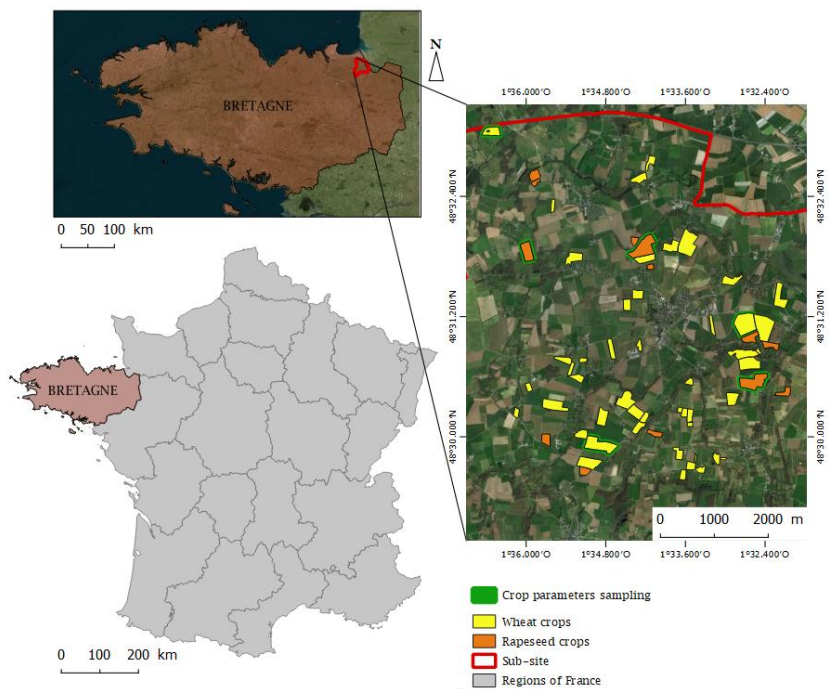 BRETAGNE
N
0 50 100 km
1°36.000'O 1°34.800'O 1°33.600'O 1°32.400'O
48°32.400'N 48°32.400'N
48°31.200'N 48°31.200'N
48°30.000'N 48°30.000'N
0 1000 2000 m
1°36.000'O 1°34.800'O 1°33.600'O 1°32.400'O
BRETAGNE
0 100 200 km
Crop parameters sampling
Wheat crops
Rapeseed crops
Sub-site
Regions of France